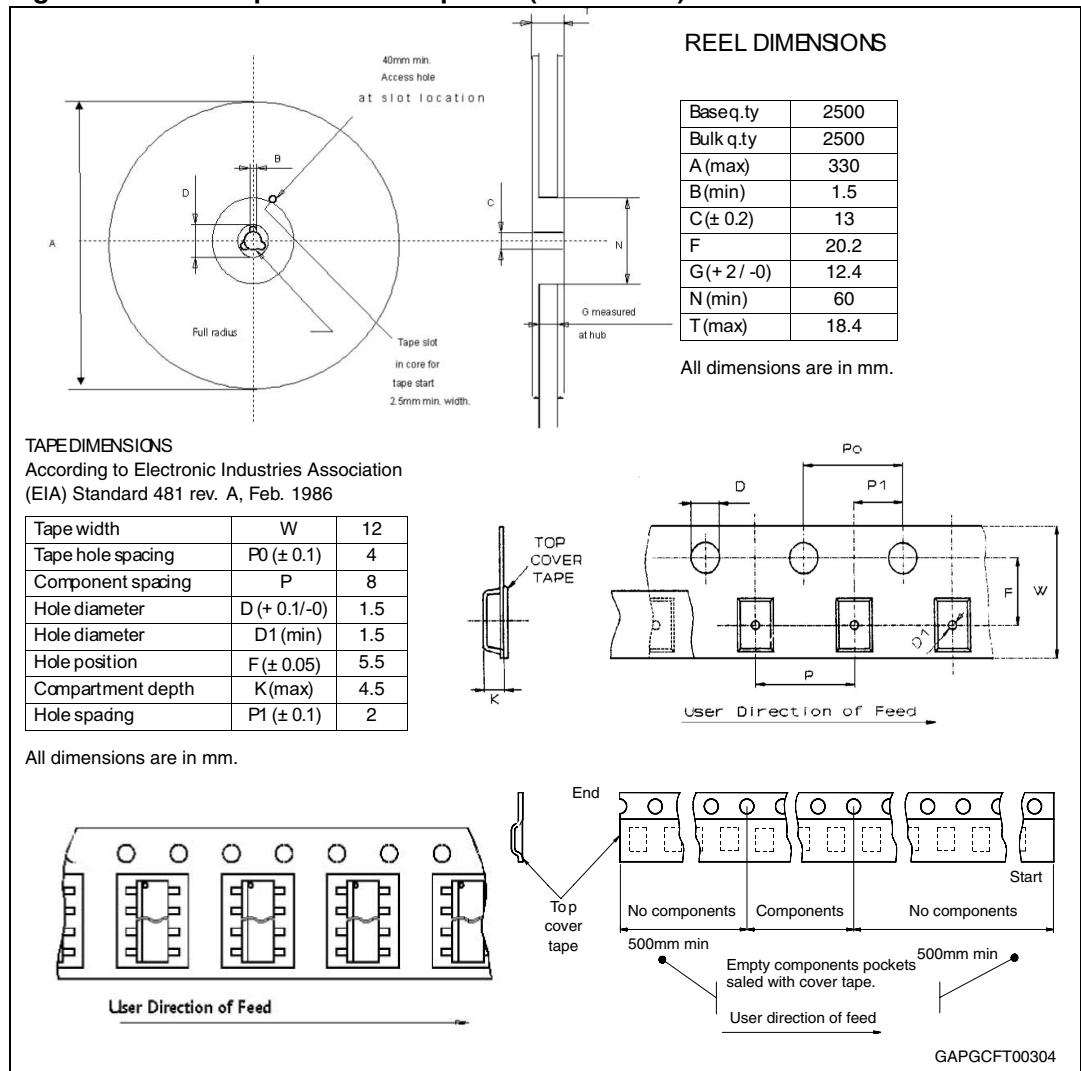 REEL DIMENSIONS
T
40mm min.
Access hole
at slot location
B
D
A
C
N
Full radius
Tape slot
in core for
tape start
2.5mm min. width.
G measured
at hub
Baseq.ty 2500
Bulk q.ty 2500
A (max) 330
B (min) 1.5
C (± 0.2) 13
F 20.2
G (+ 2 / -0) 12.4
N (min) 60
T (max) 18.4
All dimensions are in mm.
TAPE DIMENSIONS
According to Electronic Industries Association
(EIA) Standard 481 rev. A, Feb. 1986
Tape width W 12
Tape hole spacing P0 (± 0.1) 4
Component spacing P 8
Hole diameter D (+ 0.1/-0) 1.5
Hole diameter D1 (min) 1.5
Hole position F (± 0.05) 5.5
Compartment depth K (max) 4.5
Hole spacing P1 (± 0.1) 2
All dimensions are in mm.
TOP
COVER
TAPE
K
Po
D
P1
F
W
D1
P
User Direction of Feed
User Direction of Feed
End
Start
Top
cover
tape
No components
Components
No components
500mm min
500mm min
Empty components pockets
saled with cover tape.
User direction of feed
GAPGCFT00304